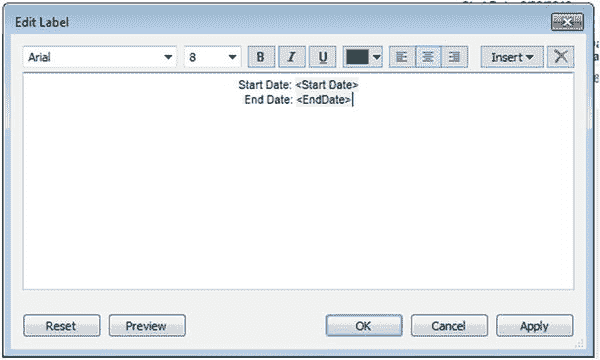 Edit Label
Arial 8 B I U Insert
Start Date: <Start Date>
End Date: <EndDate>
Reset Preview OK Cancel Apply